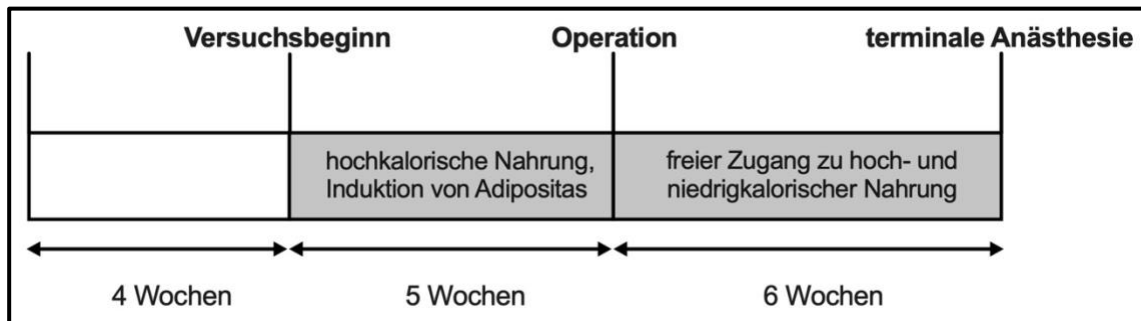 Versuchsbeginn
Operation
terminale Anästhesie
hochkalorische Nahrung,
Induktion von Adipositas
freier Zugang zu hoch- und
niedrigkalorischer Nahrung
4 Wochen
5 Wochen
6 Wochen